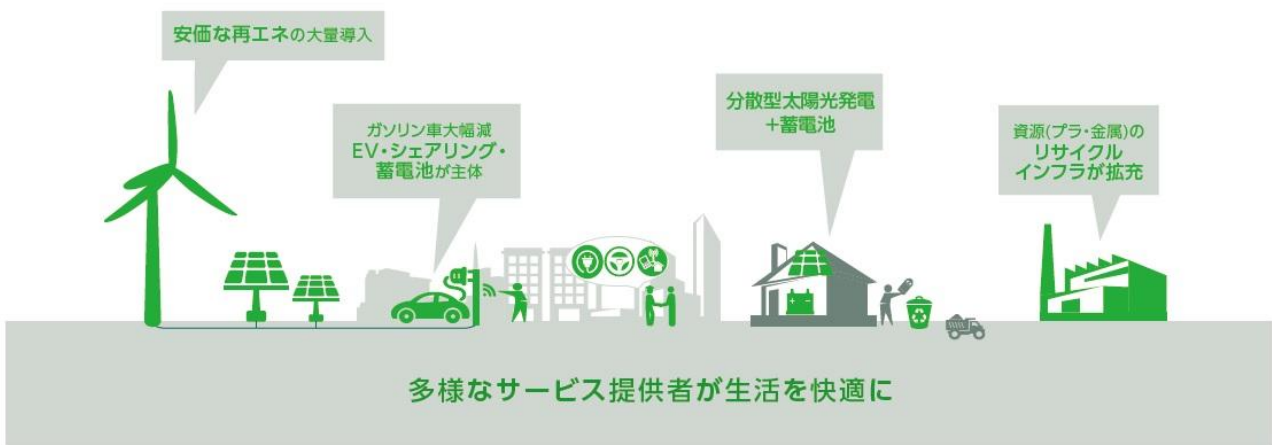 安価な再エネの大量導入
ガソリン車大幅減
EV・シェアリング・
蓄電池が主体
分散型太陽光発電
＋蓄電池
資源(プラ・金属)の
リサイクル
インフラが拡充
多様なサービス提供者が生活を快適に